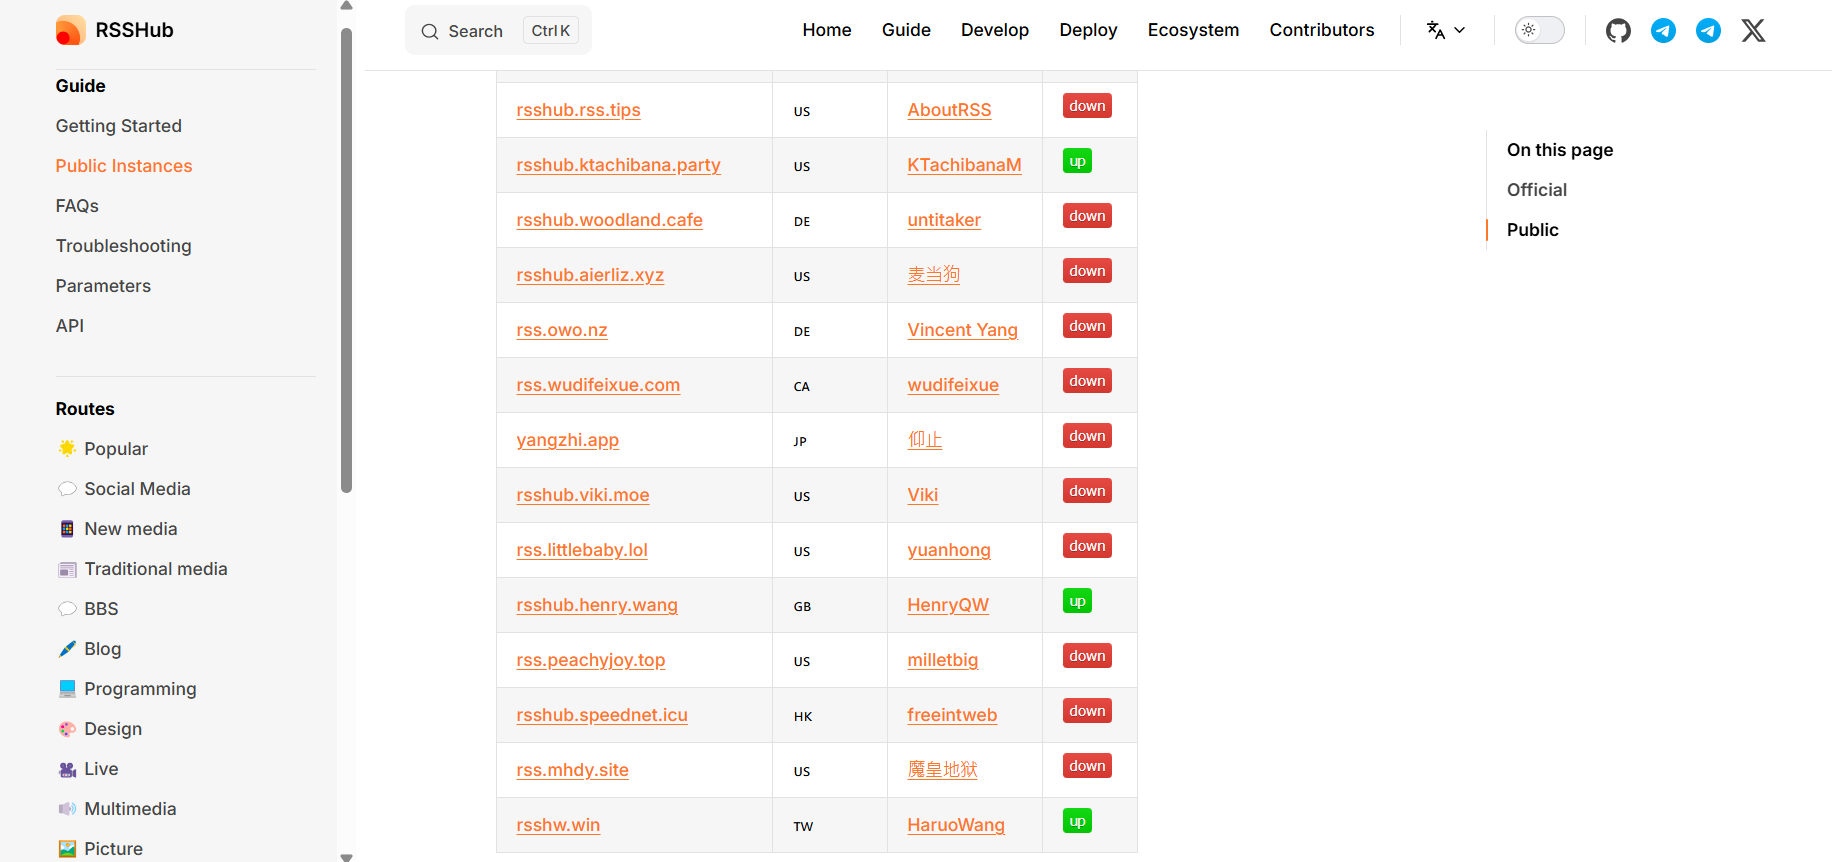 RSSHub
Search Ctrl K
Home Guide Develop Deploy Ecosystem Contributors
Guide
Getting Started
Public Instances
FAQs
Troubleshooting
Parameters
API
Routes
Popular
Social Media
New media
Traditional media
BBS
Blog
Programming
Design
Live
Multimedia
Picture
rsshub.rss.tips US AboutRSS down
rsshub.ktachibana.party US KTachibanaM up
rsshub.woodland.cafe DE untitaker down
rsshub.aierliz.xyz US 麦当狗 down
rss.owo.nz DE Vincent Yang down
rss.wudifeixue.com CA wudifeixue down
yangzhi.app JP 仰止 down
rsshub.viki.moe US Viki down
rss.littlebaby.lol US yuanhong down
rsshub.henry.wang GB HenryQW up
rss.peachyjoy.top US milletbig down
rsshub.speednet.icu HK freeintweb down
rss.mhdy.site US 魔皇地狱 down
rsshw.win TW HaruoWang up
On this page
Official
Public